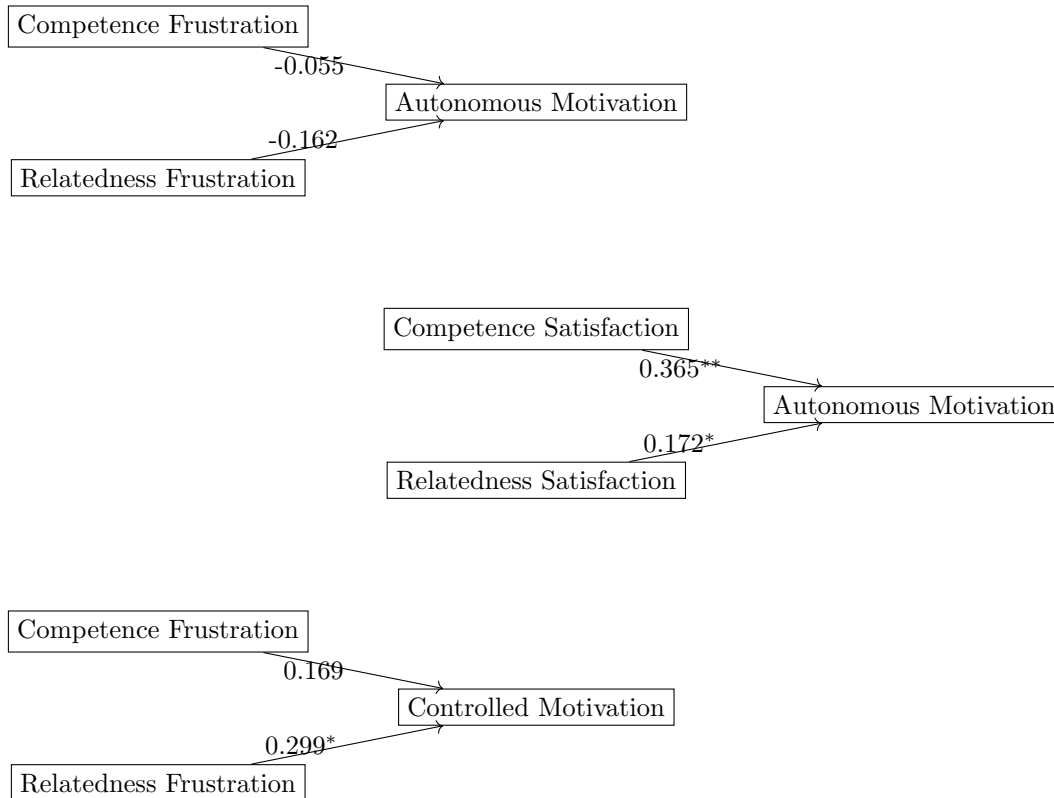 Competence Frustration
-0.055
Autonomous Motivation
-0.162
Relatedness Frustration
Competence Satisfaction
0.365**
Autonomous Motivation
0.172*
Relatedness Satisfaction
Competence Frustration
0.169
Controlled Motivation
0.299*
Relatedness Frustration